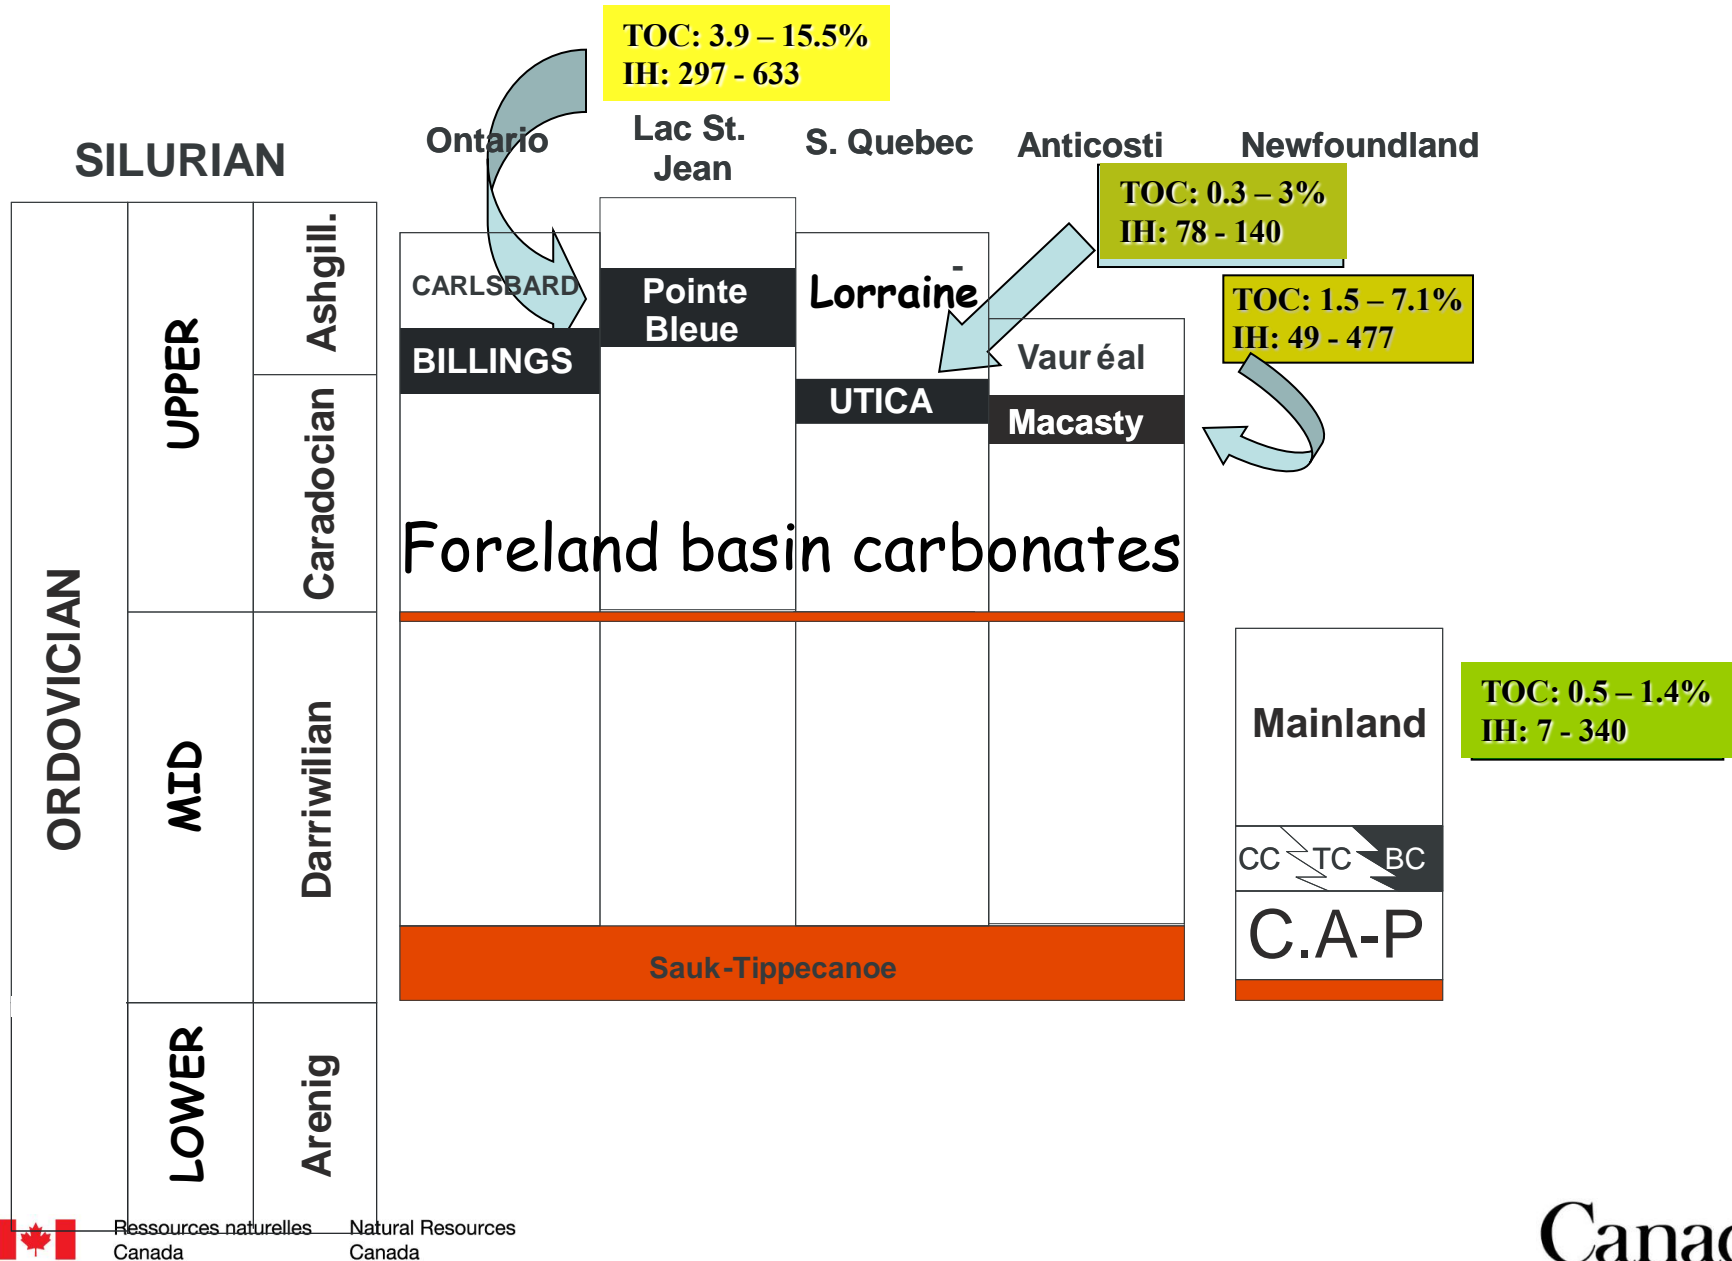 TOC: 3.9 – 15.5%
IH: 297 - 633
SILURIAN
Ontario
Lac St.
Jean
S. Quebec
Anticosti
Newfoundland
TOC: 0.3 – 3%
IH: 78 - 140
TOC: 1.5 – 7.1%
IH: 49 - 477
ORDOVICIAN
UPPER
MID
LOWER
Ashgill.
Caradocian
Darriwilian
Arenig
CARLSBARD
BILLINGS
Pointe
Bleue
-
Lorraine
UTICA
Vauréal
Macasty
Foreland basin carbonates
Sauk-Tippecanoe
Mainland
CC
TC
BC
C.A-P
TOC: 0.5 – 1.4%
IH: 7 - 340
Ressources naturelles
Canada
Natural Resources
Canada
Canad